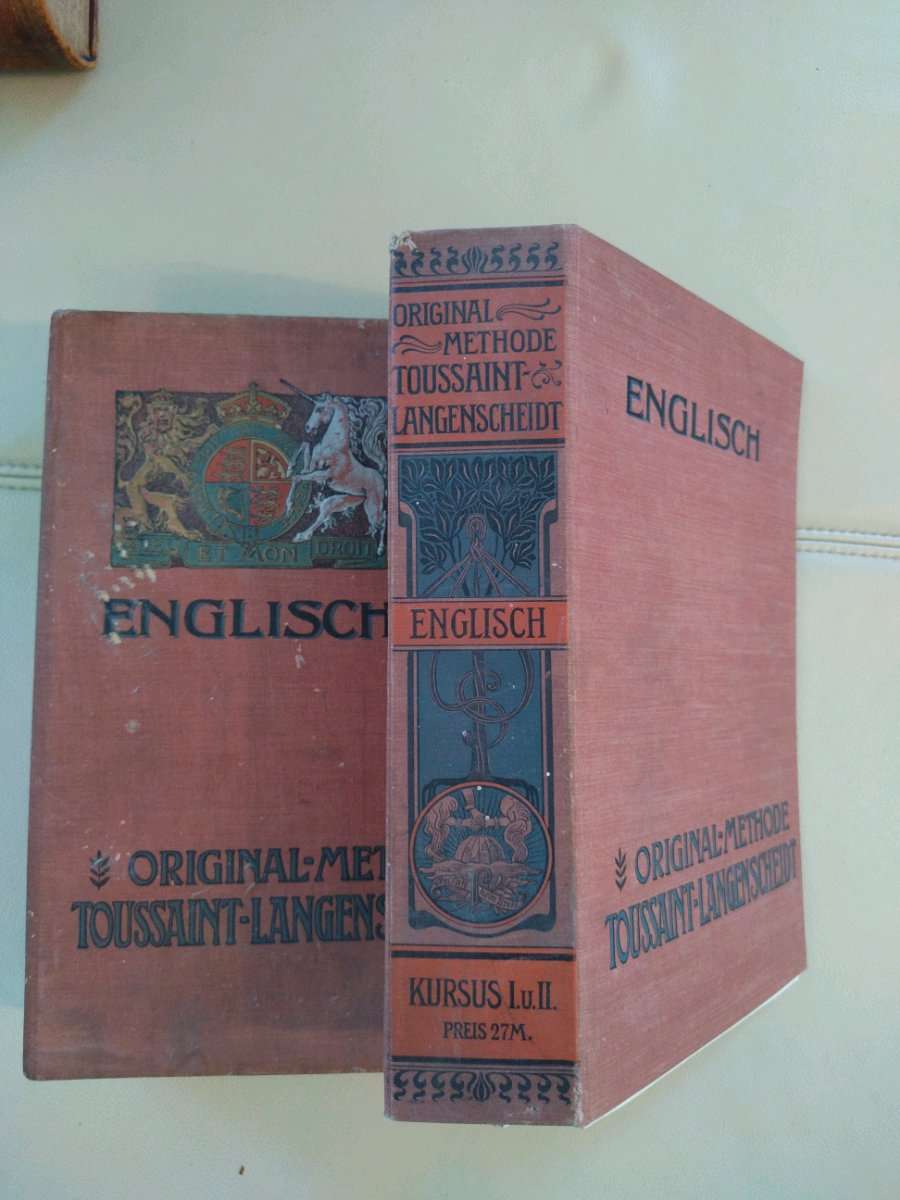 ET MON DROIT
ENGLISCH
ORIGINAL-MET
TOUSSAINT-LANGENS
ORIGINAL
METHODE
TOUSSAINT-
LANGENSCHEIDT
ENGLISCH
KURSUS I.u.II.
PREIS 27M.
ENGLISCH
ORIGINAL-METHODE
TOUSSAINT-LANGENSCHEIDT